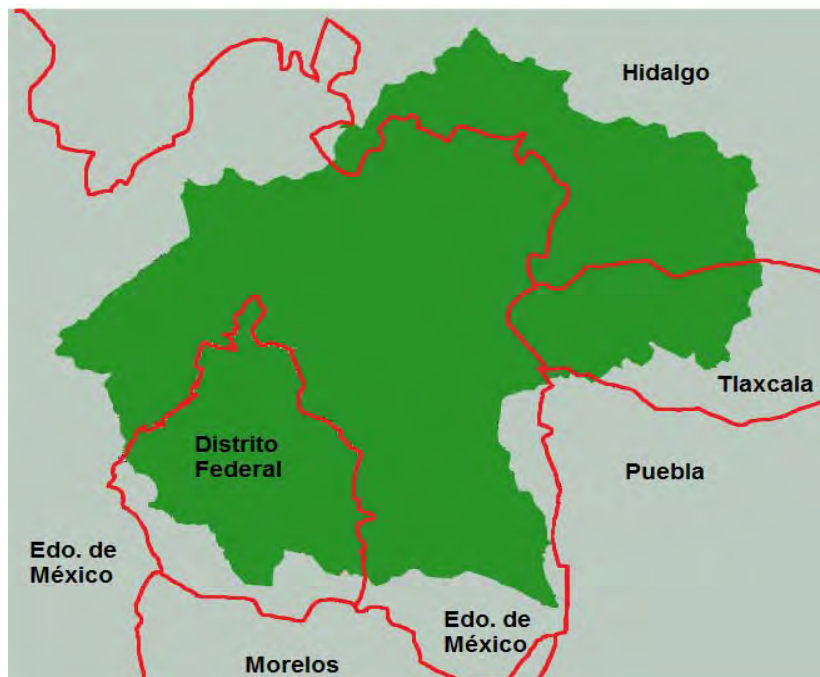 Hidalgo
Tlaxcala
Distrito
Federal
Puebla
Edo. de
México
Edo. de
México
Morelos